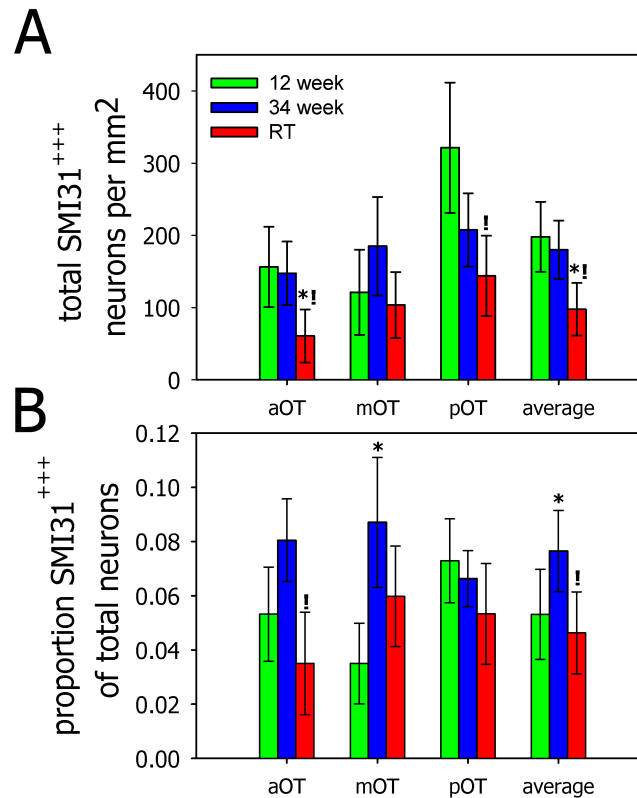 A
total SMI31+++
neurons per mm2
400
300
200
100
0
12 week
34 week
RT
*!
!
*!
aOT mOT pOT average
B
proportion SMI31+++
of total neurons
0.12
0.10
0.08
0.06
0.04
0.02
0.00
!
*
*
!
aOT mOT pOT average